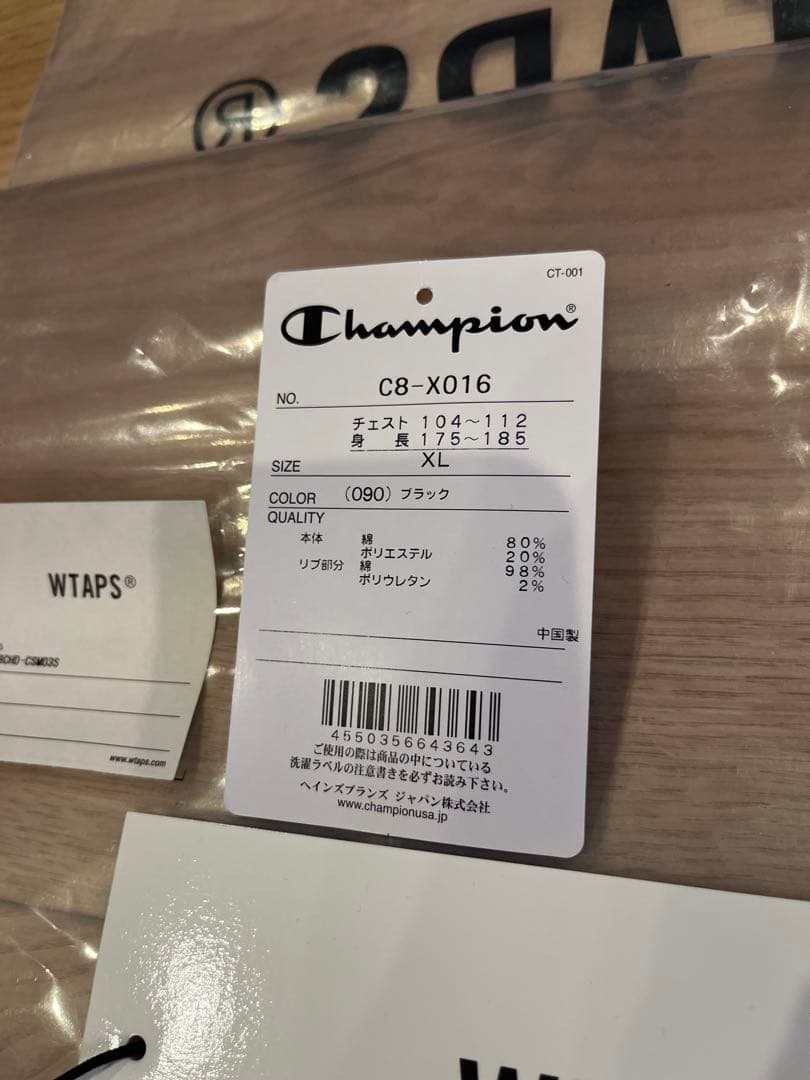 CT-001
Champion®
NO. C8-X016
チェスト 104～112
身 長 175～185
SIZE XL
COLOR (090) ブラック
QUALITY
本体 綿 80%
ポリエステル 20%
リブ部分 綿 98%
ポリウレタン 2%
中国製
4550356643643
ご使用の際は商品の中についている
洗濯ラベルの注意書きを必ずお読み下さい。
ヘインズブランズ ジャパン株式会社
www.championusa.jp
WTAPS®
www.wtaps.com